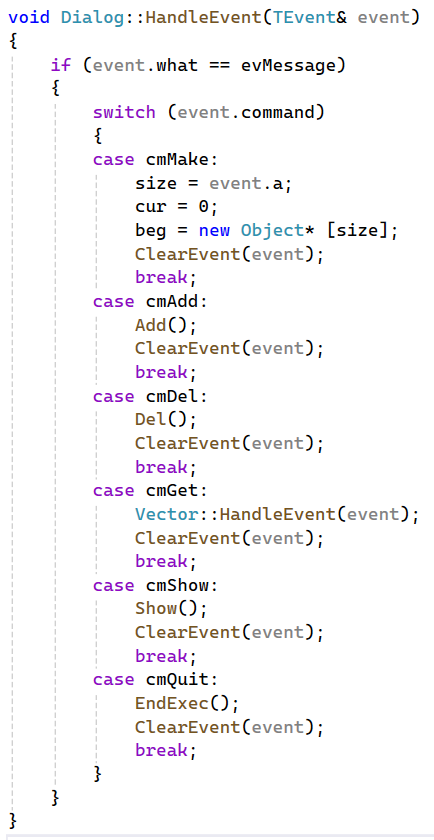 void Dialog::HandleEvent(TEvent& event)
{
    if (event.what == evMessage)
    {
        switch (event.command)
        {
        case cmMake:
            size = event.a;
            cur = 0;
            beg = new Object* [size];
            ClearEvent(event);
            break;
        case cmAdd:
            Add();
            ClearEvent(event);
            break;
        case cmDel:
            Del();
            ClearEvent(event);
            break;
        case cmGet:
            Vector::HandleEvent(event);
            ClearEvent(event);
            break;
        case cmShow:
            Show();
            ClearEvent(event);
            break;
        case cmQuit:
            EndExec();
            ClearEvent(event);
            break;
        }
    }
}